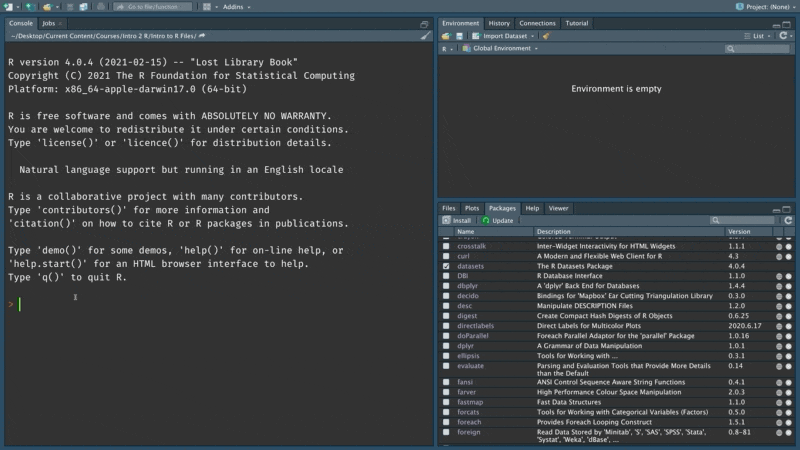 Go to file/function
Addins
Project: (None)
Console
Jobs
~/Desktop/Current Content/Courses/Intro 2 R/Intro to R Files/
R version 4.0.4 (2021-02-15) -- "Lost Library Book"
Copyright (C) 2021 The R Foundation for Statistical Computing
Platform: x86_64-apple-darwin17.0 (64-bit)
R is free software and comes with ABSOLUTELY NO WARRANTY.
You are welcome to redistribute it under certain conditions.
Type 'license()' or 'licence()' for distribution details.
Natural language support but running in an English locale
R is a collaborative project with many contributors.
Type 'contributors()' for more information and
'citation()' on how to cite R or R packages in publications.
Type 'demo()' for some demos, 'help()' for on-line help, or
'help.start()' for an HTML browser interface to help.
Type 'q()' to quit R.
>
Environment History Connections Tutorial
Import Dataset List
R Global Environment
Environment is empty
Files Plots Packages Help Viewer
Install Update
Name Description Version
crosstalk Inter-Widget Interactivity for HTML Widgets 1.1.1
curl A Modern and Flexible Web Client for R 4.3
datasets The R Datasets Package 4.0.4
DBI R Database Interface 1.1.0
dbplyr A 'dplyr' Back End for Databases 1.4.4
decido Bindings for 'Mapbox' Ear Cutting Triangulation Library 0.3.0
desc Manipulate DESCRIPTION Files 1.2.0
digest Create Compact Hash Digests of R Objects 0.6.25
directlabels Direct Labels for Multicolor Plots 2020.6.17
doParallel Foreach Parallel Adaptor for the 'parallel' Package 1.0.16
dplyr A Grammar of Data Manipulation 1.0.1
ellipsis Tools for Working with ... 0.3.1
evaluate Parsing and Evaluation Tools that Provide More Details 0.14
than the Default
fansi ANSI Control Sequence Aware String Functions 0.4.1
farver High Performance Colour Space Manipulation 2.0.3
fastmap Fast Data Structures 1.1.0
forcats Tools for Working with Categorical Variables (Factors) 0.5.0
foreach Provides Foreach Looping Construct 1.5.1
foreign Read Data Stored by 'Minitab', 'S', 'SAS', 'SPSS', 'Stata', 0.8-81
'Systat', 'Weka', 'dBase', ...